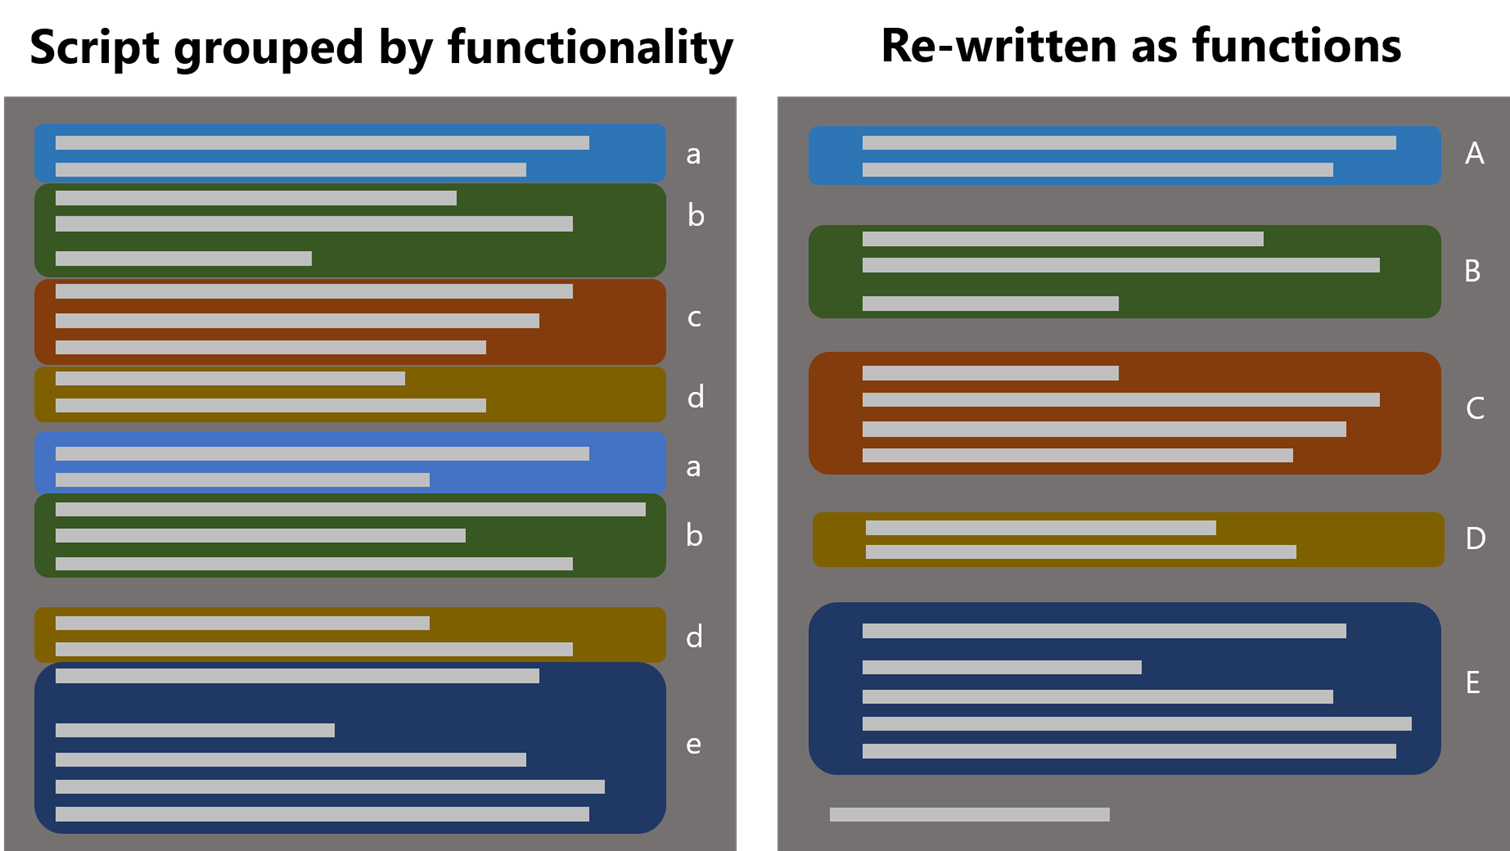 Script grouped by functionality
a
b
c
d
a
b
d
e
Re-written as functions
A
B
C
D
E